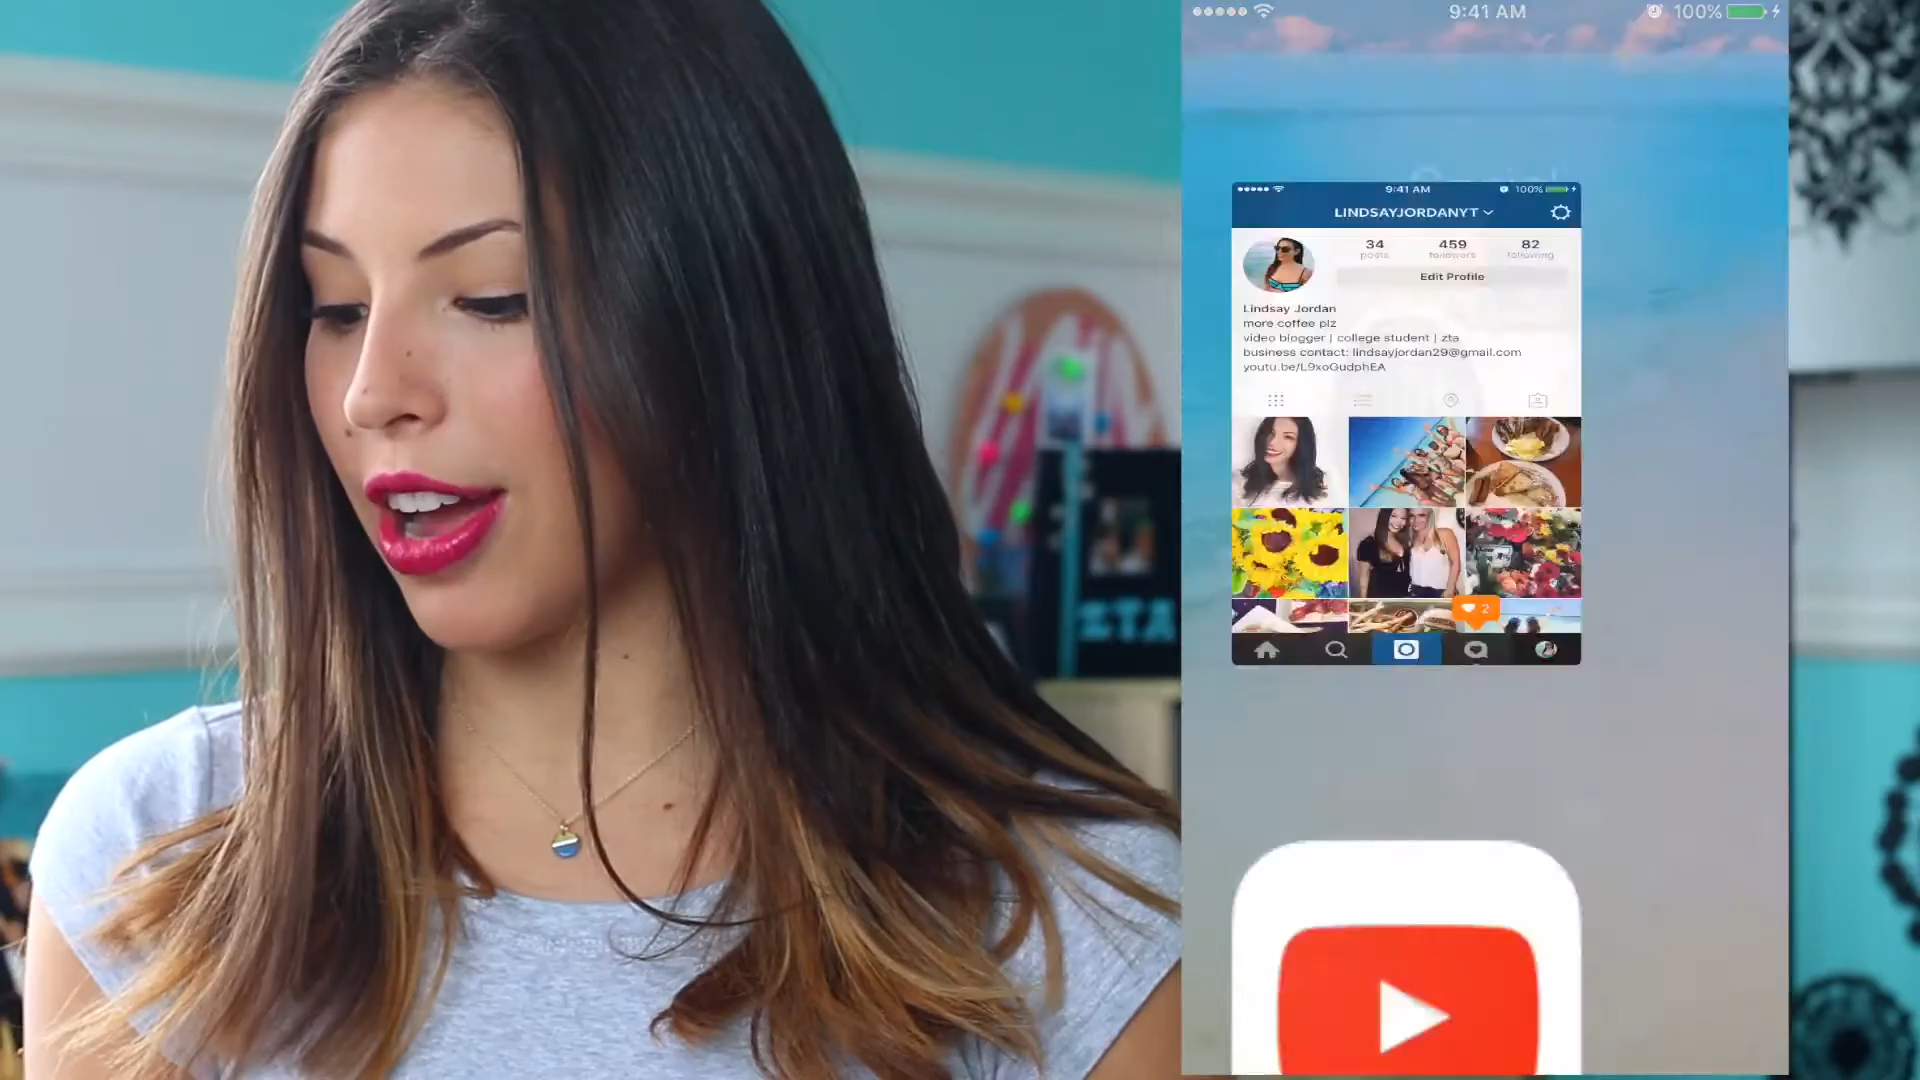 9:41 AM 100%
9:41 AM 100%
LINDSAYJORDANYT
34 459 82
posts followers following
Edit Profile
Lindsay Jordan
more coffee plz
video blogger | college student | zta
business contact: lindsayjordan29@gmail.com
youtu.be/L9xoGudphEA
2
ZTA